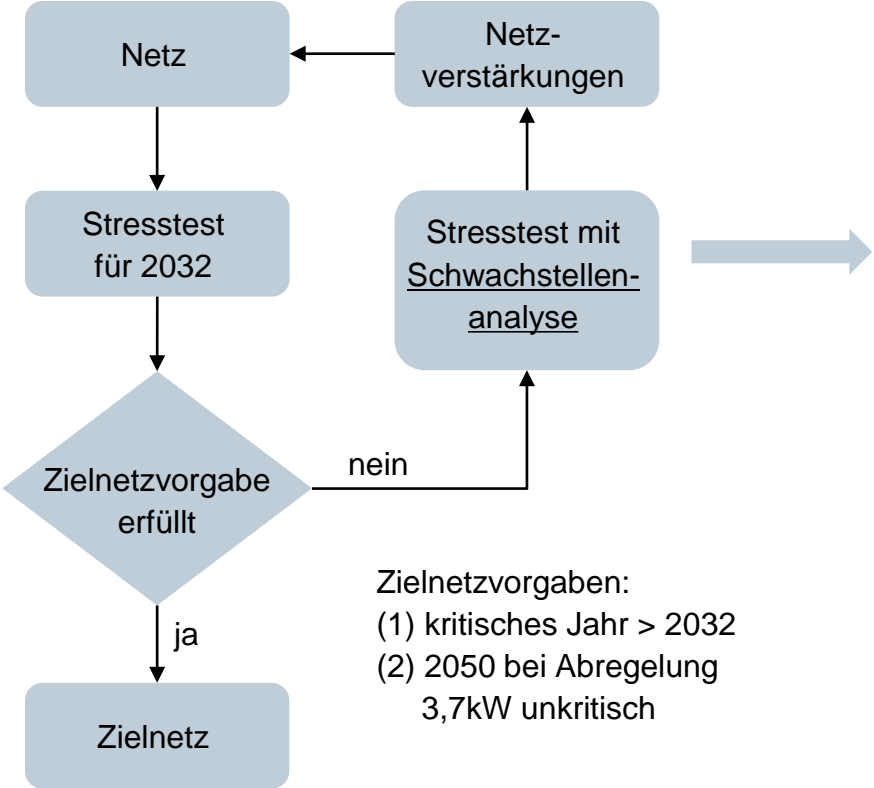 Netz
Netz-
verstärkungen
Stresstest
für 2032
Stresstest mit
Schwachstellen-
analyse
Zielnetzvorgabe
erfüllt
nein
ja
Zielnetz
Zielnetzvorgaben:
(1) kritisches Jahr > 2032
(2) 2050 bei Abregelung
3,7kW unkritisch